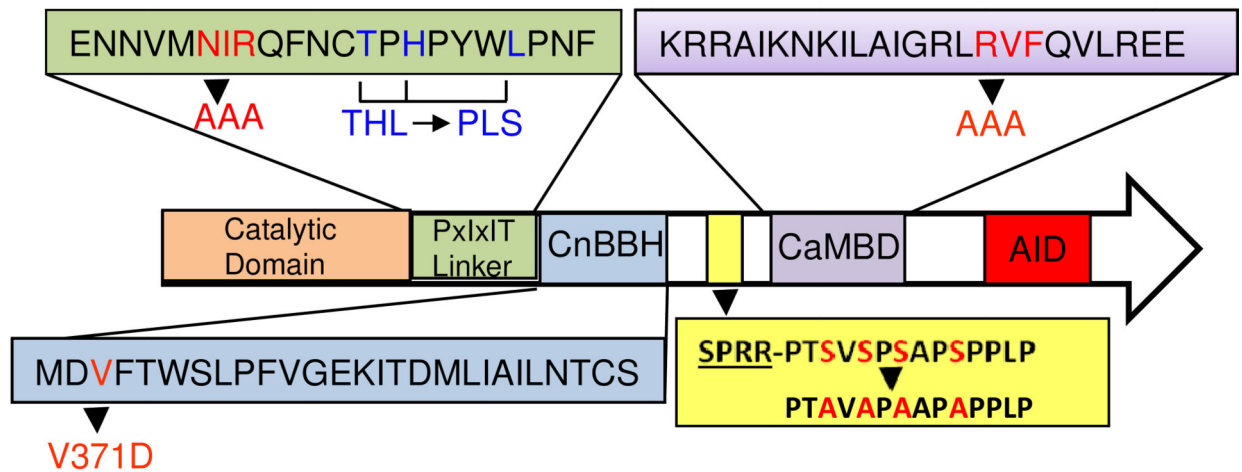 ENNVMNIRQFNCTPHPYWLPNF
KRRAIKNKILAIGRLRVFQVLREE
AAA
THL→PLS
AAA
Catalytic
Domain
PxIxIT
Linker
CnBBH
CaMBD
AID
MDVFTWSLPFVGEKITDMLIAILNTCS
V371D
SPRR-PTSVSPSAPSPPLP
PTAVAPAAPAPPLP